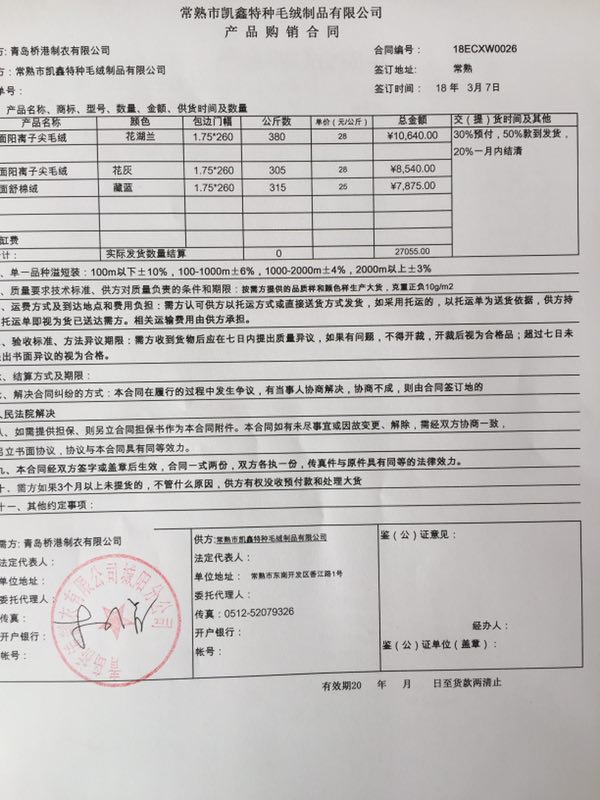 常熟市凯鑫特种毛绒制品有限公司
产品购销合同
方: 青岛桥港制衣有限公司 合同编号： 18ECXW0026
方：常熟市凯鑫特种毛绒制品有限公司 签订地址: 常熟
单号： 签订时间： 18 年 3月 7日
、产品名称、商标、型号、数量、金额、供货时间及数量
产品名称 颜色 包边门幅 公斤数 单价（元/公斤） 总金额 交（提）货时间及其他
面阳离子尖毛绒 花湖兰 1.75*260 380 28 ¥10,640.00 30%预付，50%款到发货，
20%一月内结清
面阳离子尖毛绒 花灰 1.75*260 305 28 ¥8,540.00
面舒棉绒 藏蓝 1.75*260 315 25 ¥7,875.00
缸费
计： 实际发货数量结算 0 27055.00
、单一品种溢短装：100m以下±10%，100-1000m±6%，1000-2000m±4%，2000m以上±3%
、质量要求技术标准、供方对质量负责的条件和期限：按需方提供的品质样和颜色样生产大货，克重正负10g/m2
、运费方式及到达地点和费用负担：需方认可供方以托运方式或直接送货方式发货，如采用托运的，以托运单为送货依据，供方持
托运单即视为货已送达需方。相关运输费用由供方承担。
、验收标准、方法异议期限：需方收到货物后应在七日内提出质量异议，如果有问题，不得开裁，开裁后视为合格品；超过七日未
出书面异议的视为合格。
、结算方式及期限：
、解决合同纠纷的方式：本合同在履行的过程中发生争议，有当事人协商解决，协商不成，则由合同签订地的
人民法院解决
八、如需提供担保、则另立合同担保书作为本合同附件。本合同如有未尽事宜或因故变更、解除，需经双方协商一致，
另立书面协议，协议与本合同具有同等效力。
九、本合同经双方签字或盖章后生效，合同一式两份，双方各执一份，传真件与原件具有同等的法律效力。
十、需方如果3个月以上未提货的，不管什么原因，供方有权没收预付款和处理大货
十一、其他约定事项：
需方：青岛桥港制衣有限公司 供方:常熟市凯鑫特种毛绒制品有限公司 鉴（公）证意见：
法定代表人： 法定代表人：
单位地址： 单位地址： 常熟市东南开发区香江路1号
委托代理人： 委托代理人：
传真： 传真：0512-52079326
开户银行： 开户银行： 经办人：
帐号： 帐号： 鉴（公）证单位（盖章）：
有限公司城阳分公司
有效期20 年 月 日至货款两清止